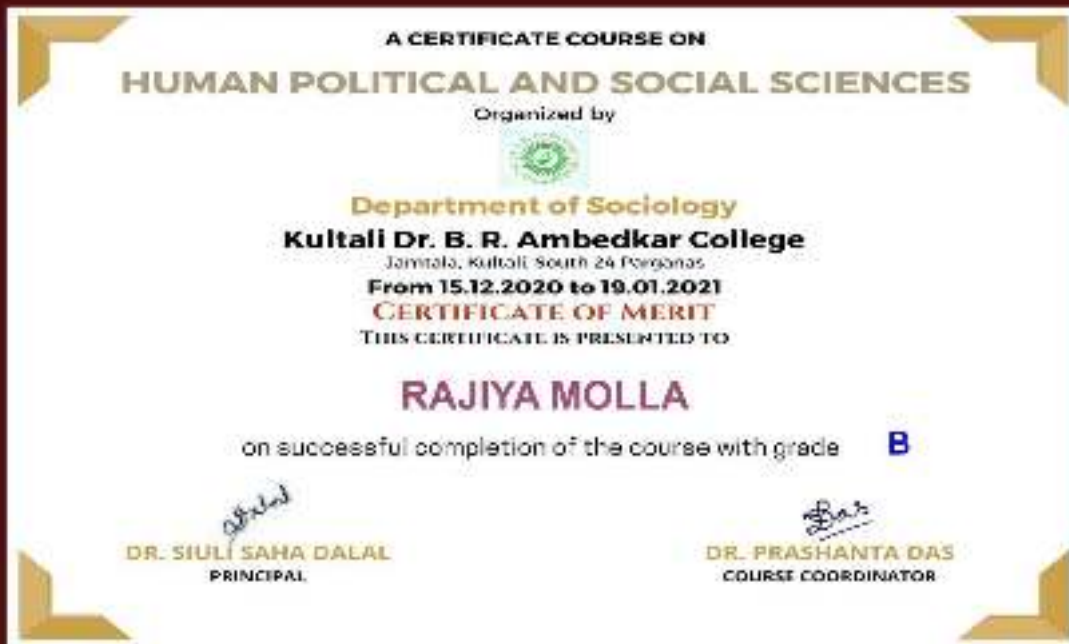 A CERTIFICATE COURSE ON
HUMAN POLITICAL AND SOCIAL SCIENCES
Organized by
Department of Sociology
Kultali Dr. B. R. Ambedkar College
Jamtala, Kultali, South 24 Parganas
From 15.12.2020 to 19.01.2021
CERTIFICATE OF MERIT
THIS CERTIFICATE IS PRESENTED TO
RAJIYA MOLLA
on successful completion of the course with grade B
Das
DR. SIULI SAHA DALAL DR. PRASHANTA DAS
PRINCIPAL COURSE COORDINATOR